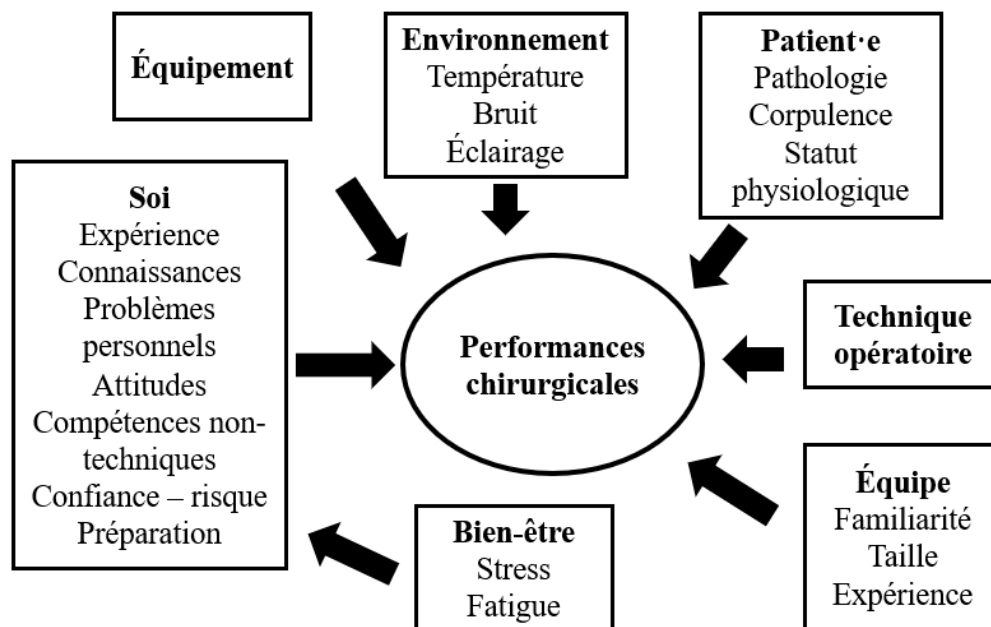 Équipement
Environnement
Température
Bruit
Éclairage
Patient·e
Pathologie
Corpulence
Statut
physiologique
Soi
Expérience
Connaissances
Problèmes
personnels
Attitudes
Compétences non-
techniques
Confiance – risque
Préparation
Performances
chirurgicales
Technique
opératoire
Bien-être
Stress
Fatigue
Équipe
Familiarité
Taille
Expérience